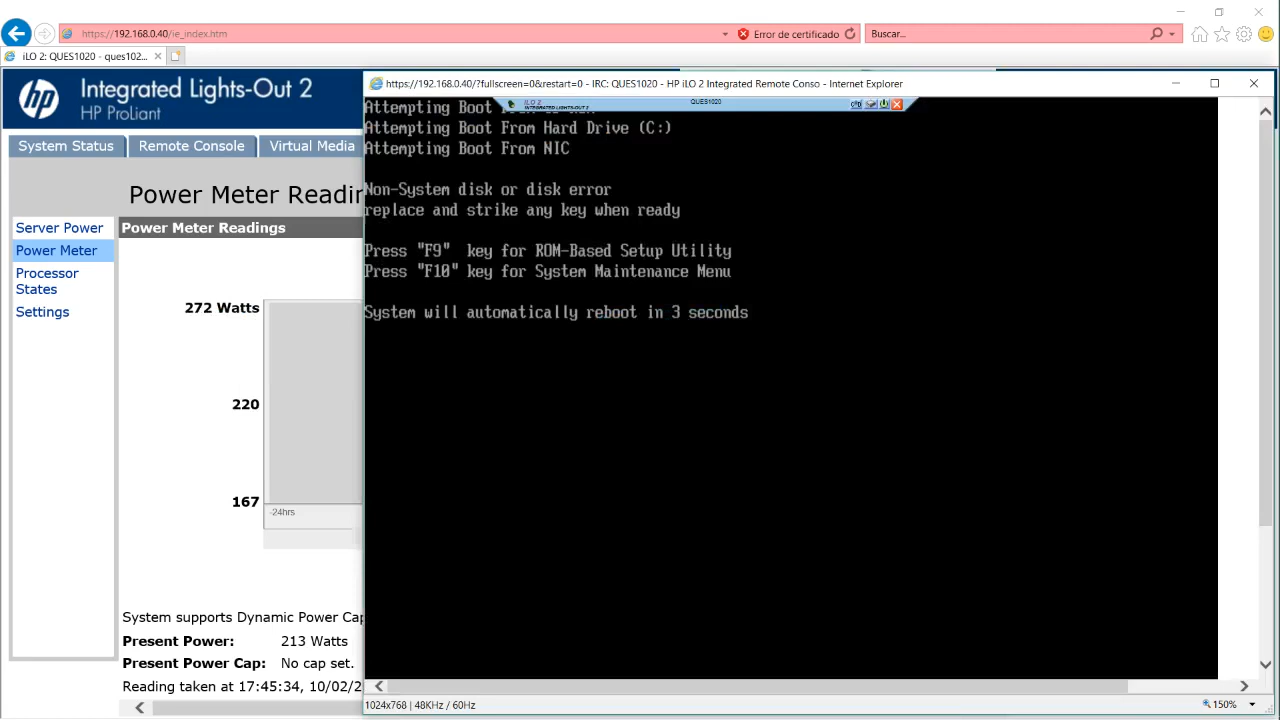 https://192.168.0.40/ie_index.htm
Error de certificado
Buscar...
iLO 2: QUES1020 - ques102...
hp
Integrated Lights-Out 2
HP ProLiant
System Status
Remote Console
Virtual Media
Power Meter Readin
Server Power
Power Meter
Processor
States
Settings
Power Meter Readings
272 Watts
220
167
-24hrs
System supports Dynamic Power Cap
Present Power: 213 Watts
Present Power Cap: No cap set.
Reading taken at 17:45:34, 10/02/2
https://192.168.0.40/?fullscreen=0&restart=0 - IRC: QUES1020 - HP iLO 2 Integrated Remote Conso - Internet Explorer
iLO 2
INTEGRATED LIGHTS-OUT 2
QUES1020
Attempting Boot
Attempting Boot From Hard Drive (C:)
Attempting Boot From NIC
Non-System disk or disk error
replace and strike any key when ready
Press "F9" key for ROM-Based Setup Utility
Press "F10" key for System Maintenance Menu
System will automatically reboot in 3 seconds
1024x768 | 48KHz / 60Hz
150%